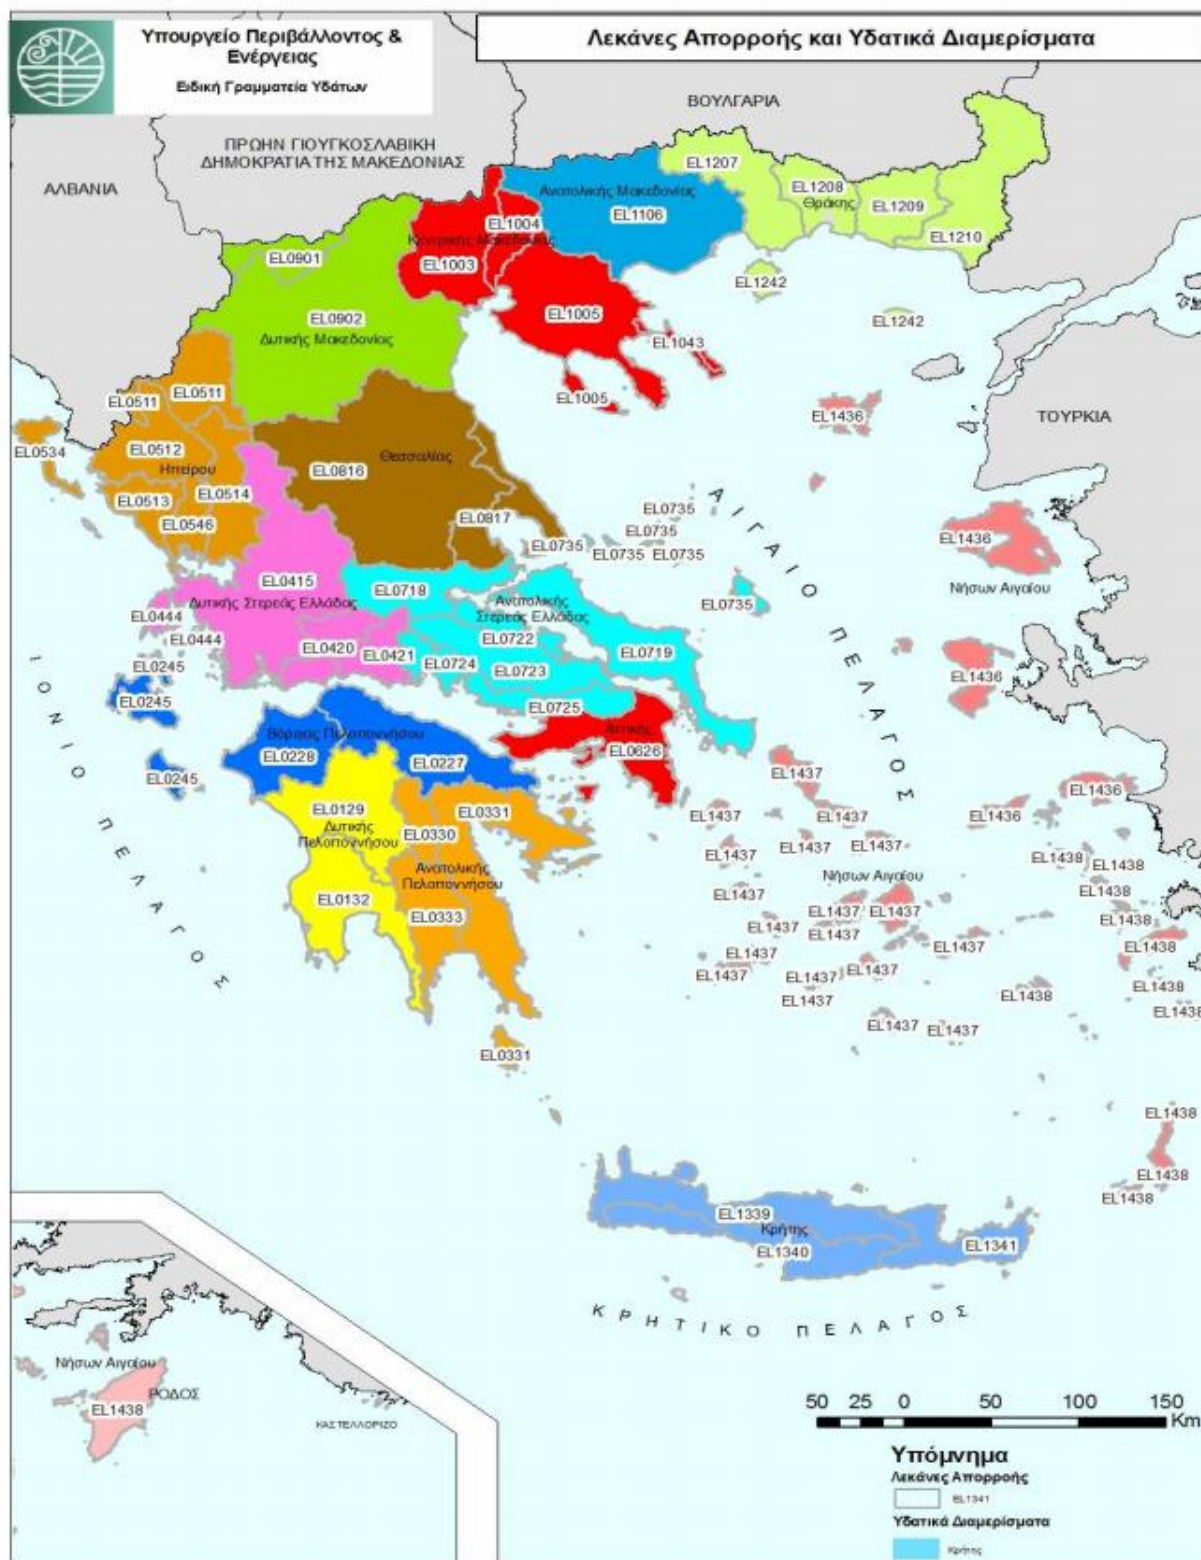 Υπουργείο Περιβάλλοντος &
Ενέργειας
Ειδική Γραμματεία Υδάτων
Λεκάνες Απορροής και Υδατικά Διαμερίσματα
ΒΟΥΛΓΑΡΙΑ
ΠΡΩΗΝ ΓΙΟΥΓΚΟΣΛΑΒΙΚΗ
ΔΗΜΟΚΡΑΤΙΑ ΤΗΣ ΜΑΚΕΔΟΝΙΑΣ
ΑΛΒΑΝΙΑ
ΤΟΥΡΚΙΑ
EL1207
Ανατολικής Μακεδονίας
EL1106
EL1208
Θράκης
EL1209
EL1210
EL1004
Κεντρικής Μακεδονίας
EL1003
EL0901
EL1242
EL1242
EL0902
Δυτικής Μακεδονίας
EL1005
EL1043
EL1005
EL0511
EL0511
EL1436
EL0534
EL0512
Ηπείρου
EL0816
Θεσσαλίας
EL0513
EL0514
EL0546
EL0817
EL0735
EL0735
EL0735
EL0735
EL0735
EL1436
Νήσων Αιγαίου
EL0415
Δυτικής Στερεάς Ελλάδας
EL0718
Ανατολικής
Στερεάς Ελλάδας
EL0735
EL0444
EL0444
EL0420
EL0421
EL0722
EL0724
EL0723
EL0719
EL0245
EL0245
EL1436
EL0725
Βόρειας Πελοποννήσου
EL0228
EL0227
Αττικής
EL0626
EL0245
EL1437
EL1436
EL0129
Δυτικής
Πελοποννήσου
EL0330
EL0331
EL1437
EL1437
EL1436
EL1437
EL1437
EL1437
EL1438
EL1438
Ανατολικής
Πελοποννήσου
Νήσων Αιγαίου
EL0132
EL0333
EL1437
EL1437
EL1437
EL1438
EL1437
EL1437
EL1438
EL1437
EL1437
EL1438
EL1437
EL1437
EL1437
EL1438
EL1437
EL1438
EL1438
EL1437
EL1437
EL0331
EL1438
EL1438
EL1438
EL1339
Κρήτης
EL1340
EL1341
ΙΟΝΙΟ ΠΕΛΑΓΟΣ
ΑΙΓΑΙΟ ΠΕΛΑΓΟΣ
ΚΡΗΤΙΚΟ ΠΕΛΑΓΟΣ
Νήσων Αιγαίου
ΡΟΔΟΣ
EL1438
ΚΑΣΤΕΛΛΟΡΙΖΟ
50 25 0 50 100 150
Km
Υπόμνημα
Λεκάνες Απορροής
EL1341
Υδατικά Διαμερίσματα
Κρήτης